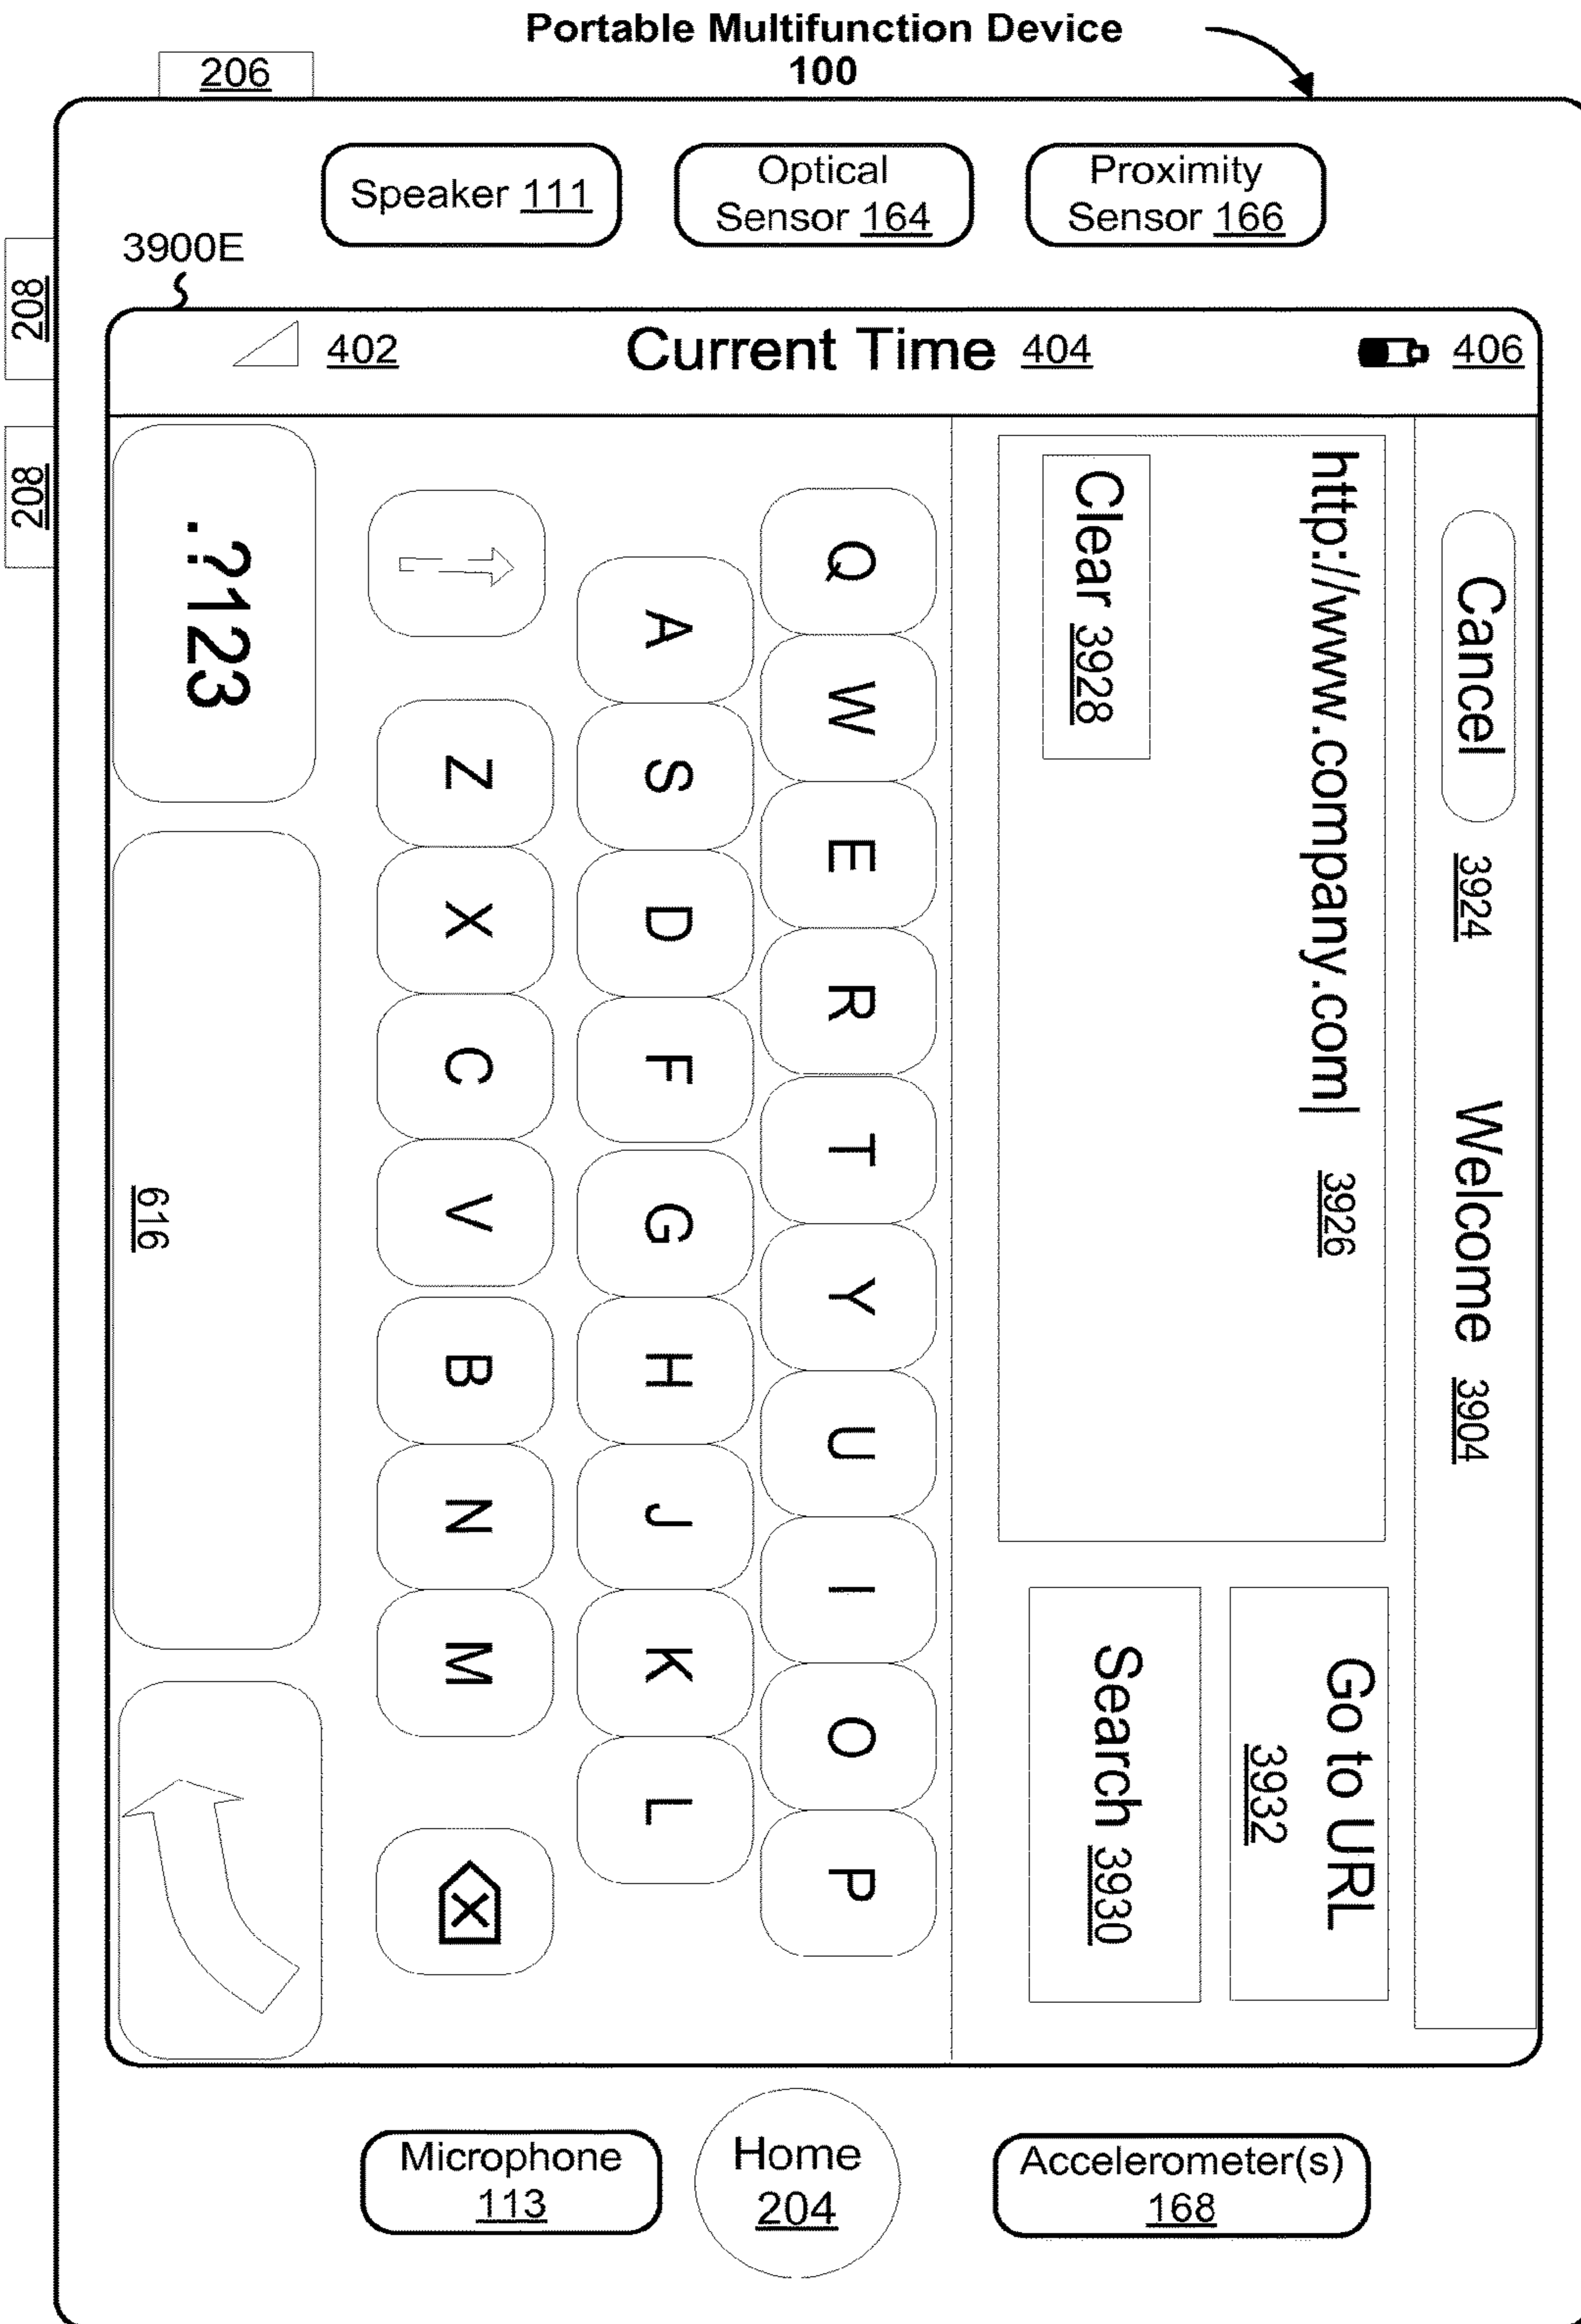 Portable Multifunction Device
100
206
Speaker 111
Optical
Sensor 164
Proximity
Sensor 166
3900E
208
208
402
Current Time 404
406
Cancel 3924
Welcome 3904
http://www.company.com| 3926
Clear 3928
Go to URL
3932
Search 3930
Q W E R T Y U I O P
A S D F G H J K L
Z X C V B N M
.?123
616
Microphone
113
Home
204
Accelerometer(s)
168